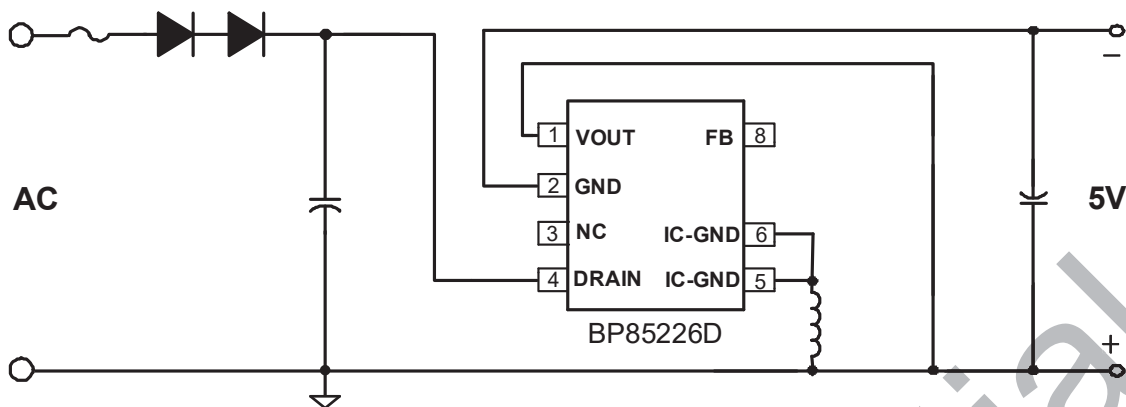 AC
1 VOUT
2 GND
3 NC
4 DRAIN
FB 8
IC-GND 6
IC-GND 5
BP85226D
−
5V
+